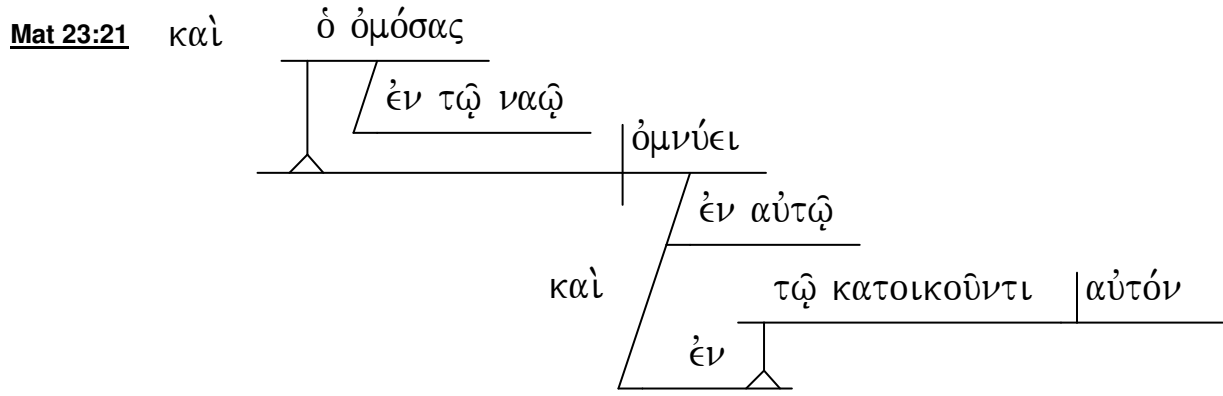 Mat 23:21 καὶ ὁ ὀμόσας
ἐν τῷ ναῷ
ὀμνύει
ἐν αὐτῷ
καὶ τῷ κατοικοῦντι αὐτόν
ἐν